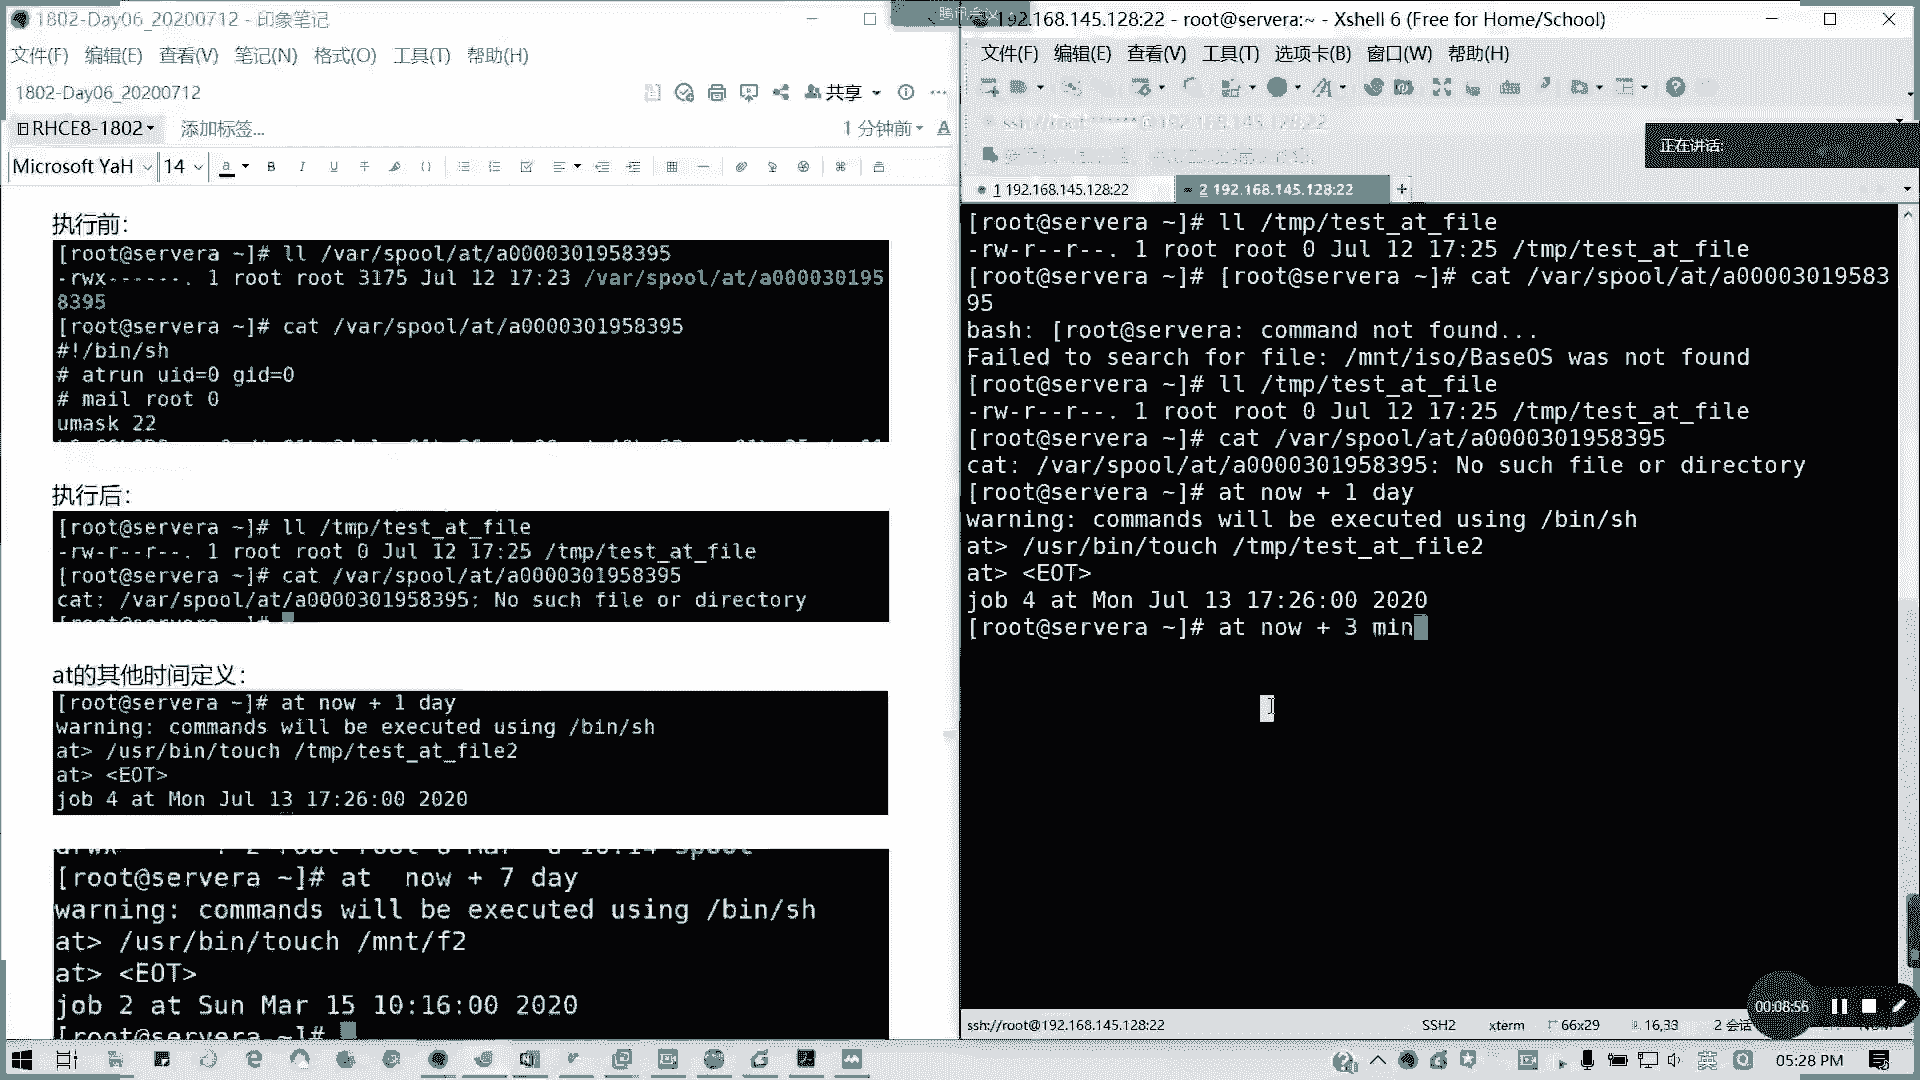 1802-Day06_20200712 - 印象笔记
文件(F) 编辑(E) 查看(V) 笔记(N) 格式(O) 工具(T) 帮助(H)
1802-Day06_20200712
共享
RHCE8-1802
添加标签...
1 分钟前
Microsoft YaH
14
执行前：
[root@servera ~]# ll /var/spool/at/a0000301958395
-rwx------. 1 root root 3175 Jul 12 17:23 /var/spool/at/a000030195
8395
[root@servera ~]# cat /var/spool/at/a0000301958395
#!/bin/sh
# atrun uid=0 gid=0
# mail root 0
umask 22
执行后：
[root@servera ~]# ll /tmp/test_at_file
-rw-r--r--. 1 root root 0 Jul 12 17:25 /tmp/test_at_file
[root@servera ~]# cat /var/spool/at/a0000301958395
cat: /var/spool/at/a0000301958395: No such file or directory
at的其他时间定义：
[root@servera ~]# at now + 1 day
warning: commands will be executed using /bin/sh
at> /usr/bin/touch /tmp/test_at_file2
at> <EOT>
job 4 at Mon Jul 13 17:26:00 2020
[root@servera ~]# at  now + 7 day
warning: commands will be executed using /bin/sh
at> /usr/bin/touch /mnt/f2
at> <EOT>
job 2 at Sun Mar 15 10:16:00 2020
[root@servera ~]#
腾讯会议
192.168.145.128:22 - root@servera:~ - Xshell 6 (Free for Home/School)
文件(F) 编辑(E) 查看(V) 工具(T) 选项卡(B) 窗口(W) 帮助(H)
正在讲话:
1 192.168.145.128:22
2 192.168.145.128:22
[root@servera ~]# ll /tmp/test_at_file
-rw-r--r--. 1 root root 0 Jul 12 17:25 /tmp/test_at_file
[root@servera ~]# [root@servera ~]# cat /var/spool/at/a00003019583
95
bash: [root@servera: command not found...
Failed to search for file: /mnt/iso/BaseOS was not found
[root@servera ~]# ll /tmp/test_at_file
-rw-r--r--. 1 root root 0 Jul 12 17:25 /tmp/test_at_file
[root@servera ~]# cat /var/spool/at/a0000301958395
cat: /var/spool/at/a0000301958395: No such file or directory
[root@servera ~]# at now + 1 day
warning: commands will be executed using /bin/sh
at> /usr/bin/touch /tmp/test_at_file2
at> <EOT>
job 4 at Mon Jul 13 17:26:00 2020
[root@servera ~]# at now + 3 min
00:08:56
ssh://root@192.168.145.128:22
SSH2
xterm
66x29
16,33
2 会话
英
05:28 PM